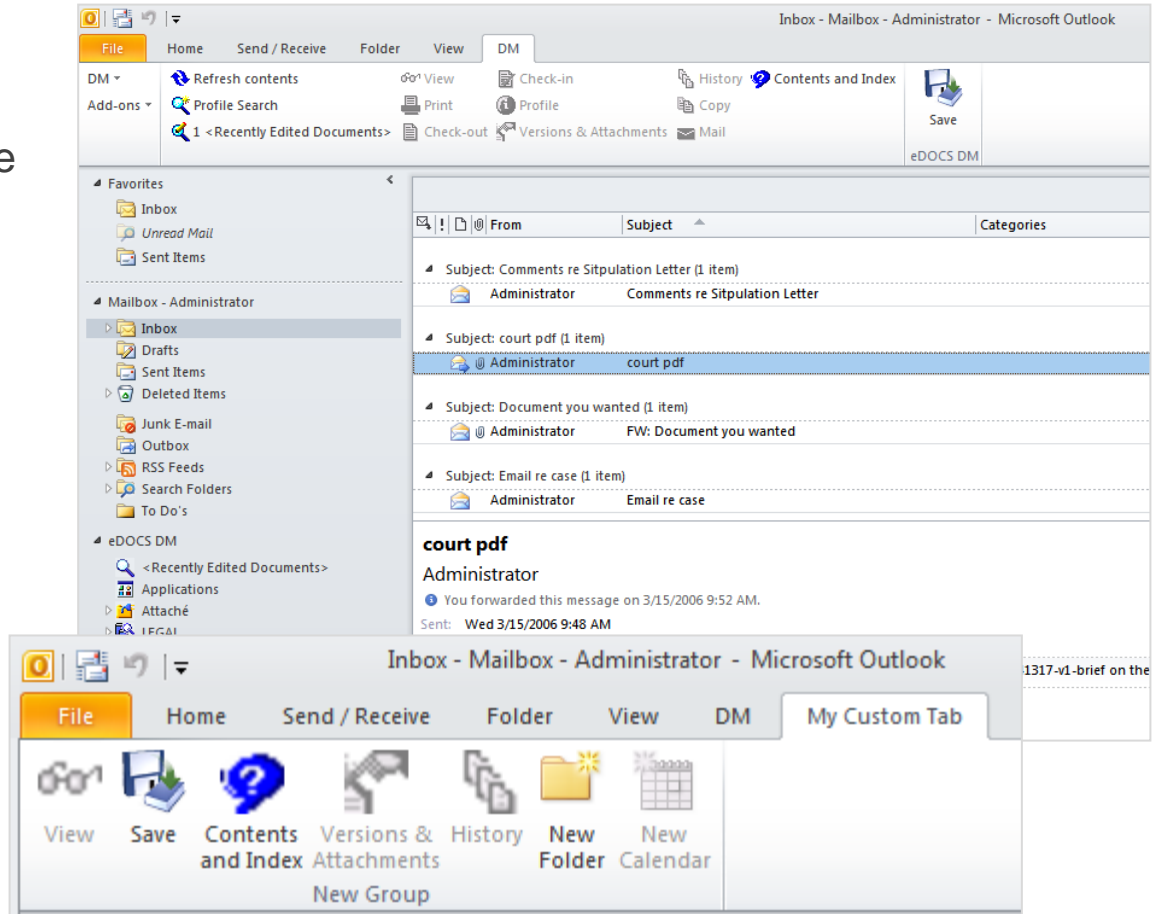 Inbox - Mailbox - Administrator - Microsoft Outlook
File Home Send / Receive Folder View DM
DM Refresh contents View Check-in History Contents and Index
Add-ons Profile Search Print Profile Copy
1 <Recently Edited Documents> Check-out Versions & Attachments Mail
Save
eDOCS DM
e
Favorites
Inbox
Unread Mail
Sent Items
Mailbox - Administrator
Inbox
Drafts
Sent Items
Deleted Items
Junk E-mail
Outbox
RSS Feeds
Search Folders
To Do's
eDOCS DM
<Recently Edited Documents>
Applications
Attaché
LEGAL
! From Subject Categories
Subject: Comments re Sitpulation Letter (1 item)
Administrator Comments re Sitpulation Letter
Subject: court pdf (1 item)
Administrator court pdf
Subject: Document you wanted (1 item)
Administrator FW: Document you wanted
Subject: Email re case (1 item)
Administrator Email re case
court pdf
Administrator
You forwarded this message on 3/15/2006 9:52 AM.
Sent: Wed 3/15/2006 9:48 AM
1317-v1-brief on the
Inbox - Mailbox - Administrator - Microsoft Outlook
File Home Send / Receive Folder View DM My Custom Tab
View Save Contents Versions & History New New
and Index Attachments Folder Calendar
New Group